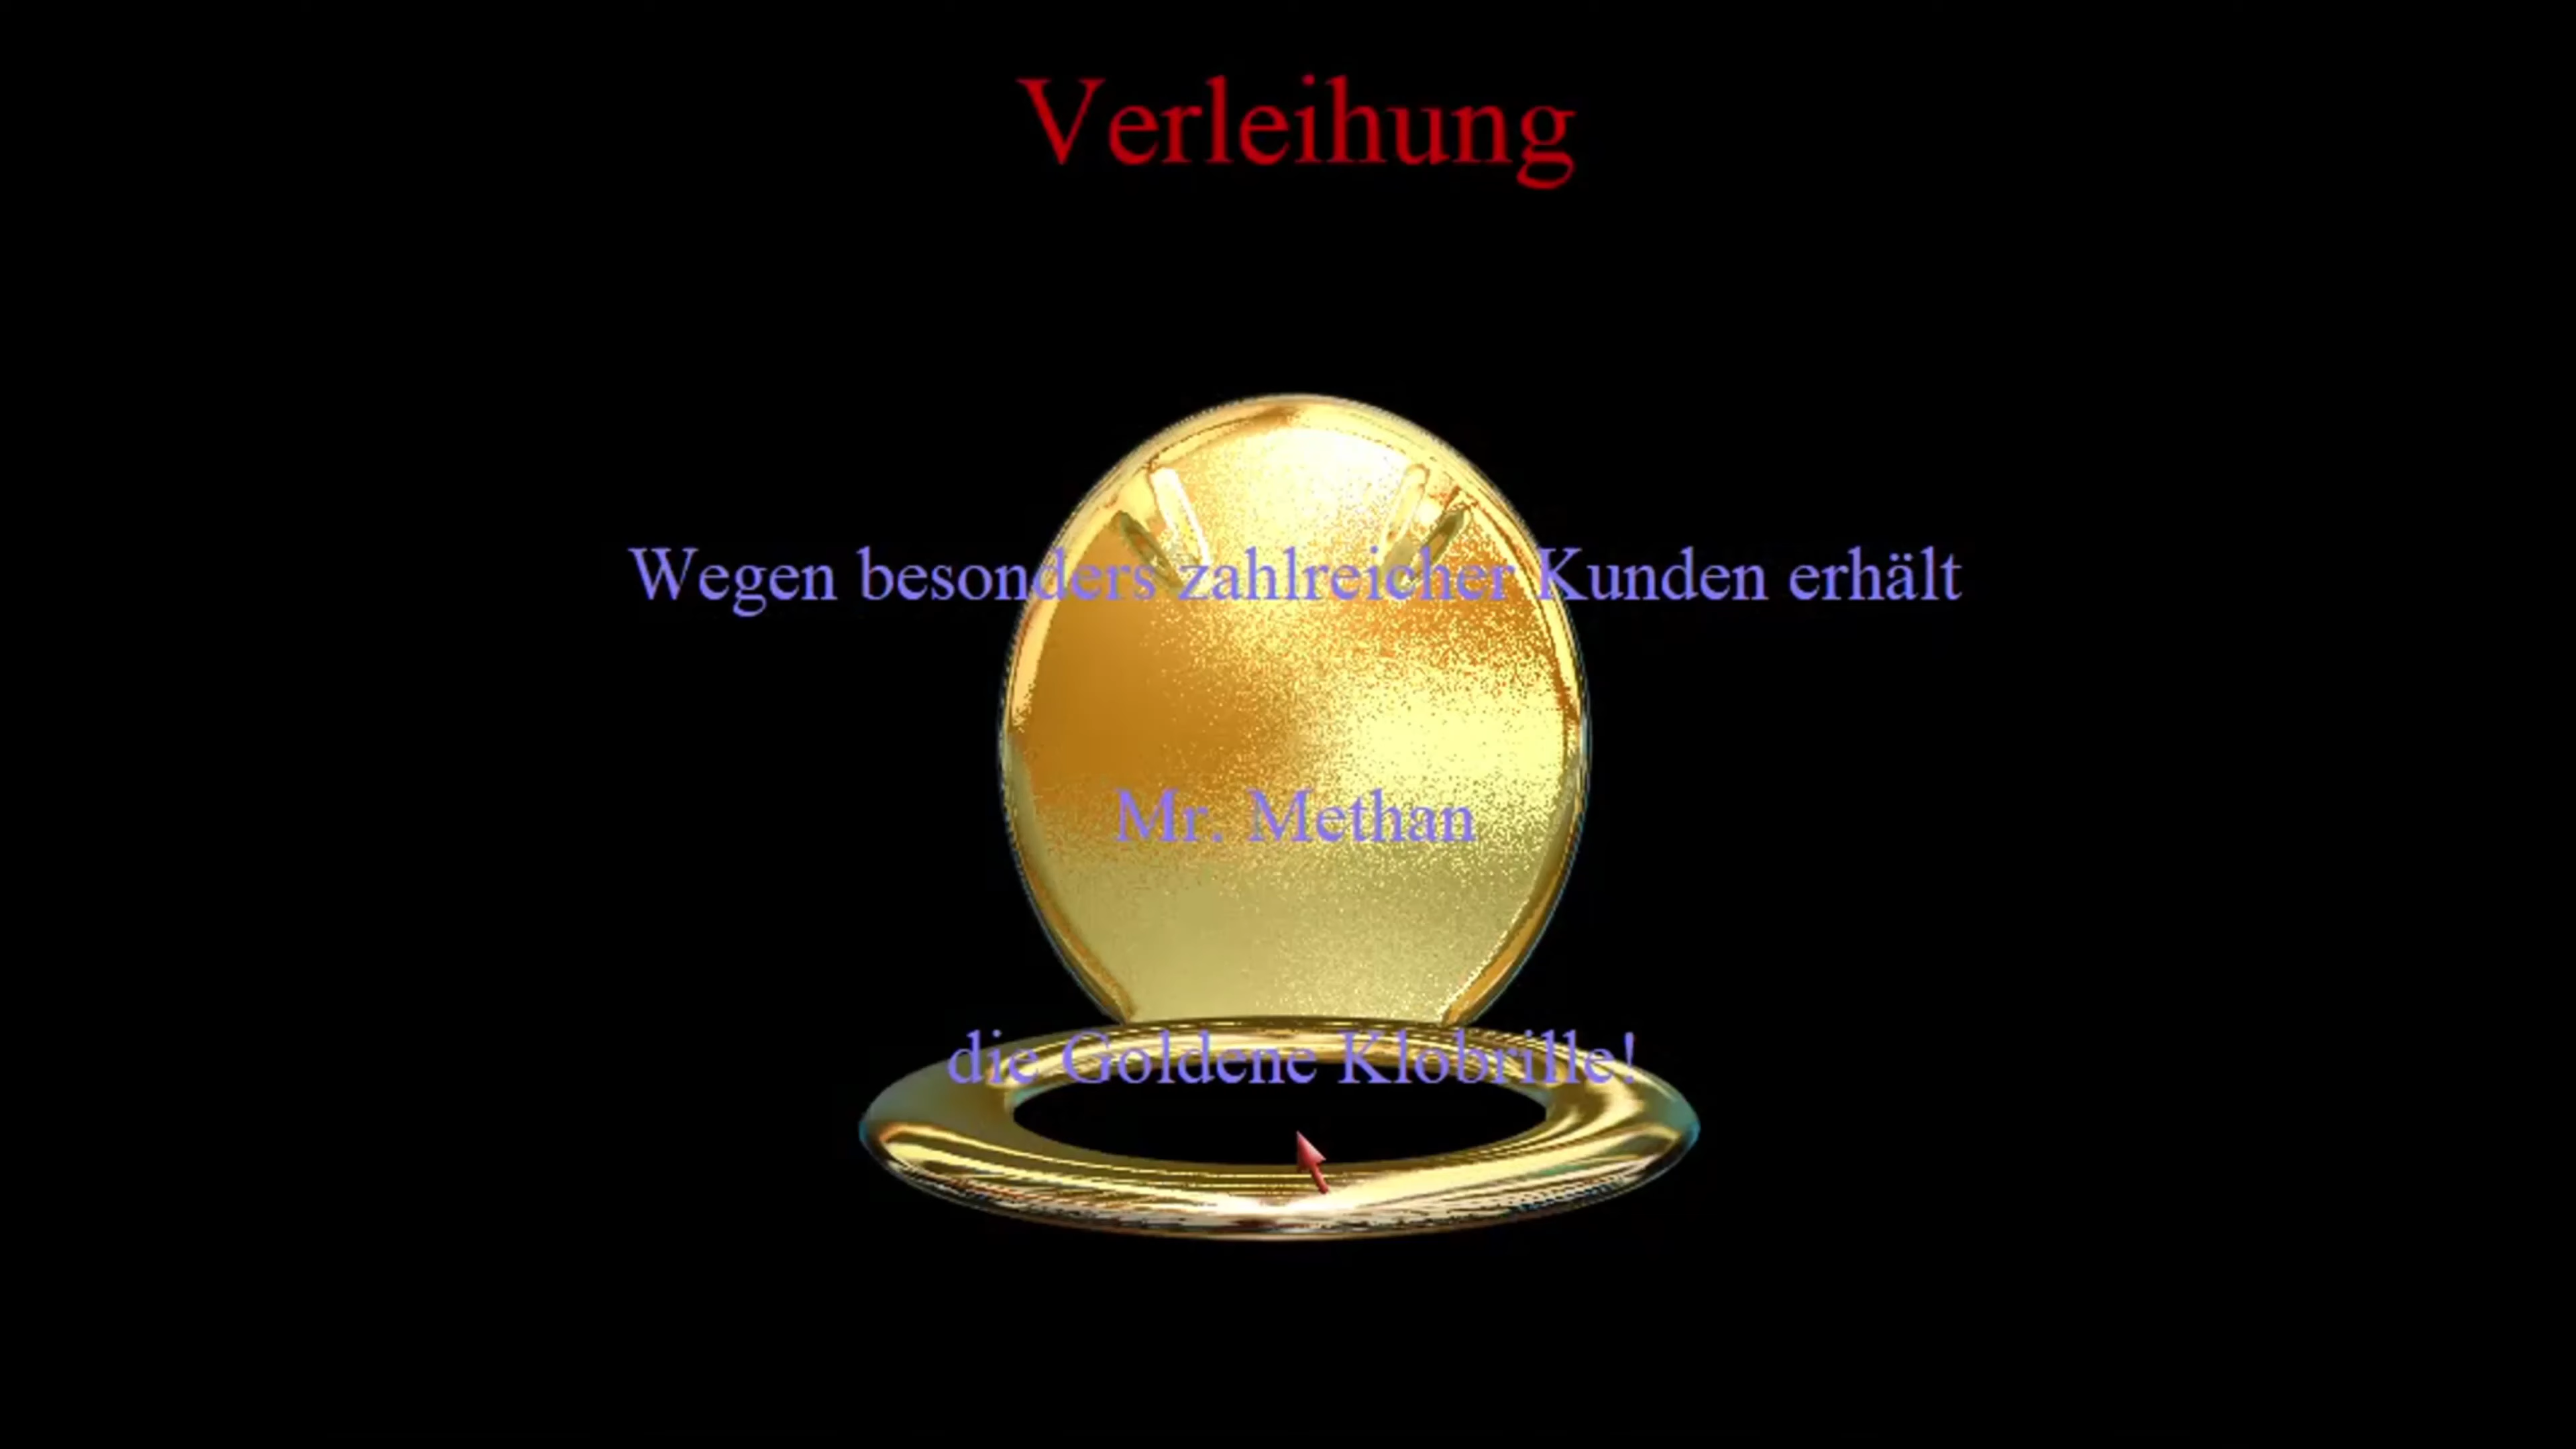 Verleihung
Wegen besonders zahlreicher Kunden erhält
Mr. Methan
die Goldene Klobrille!